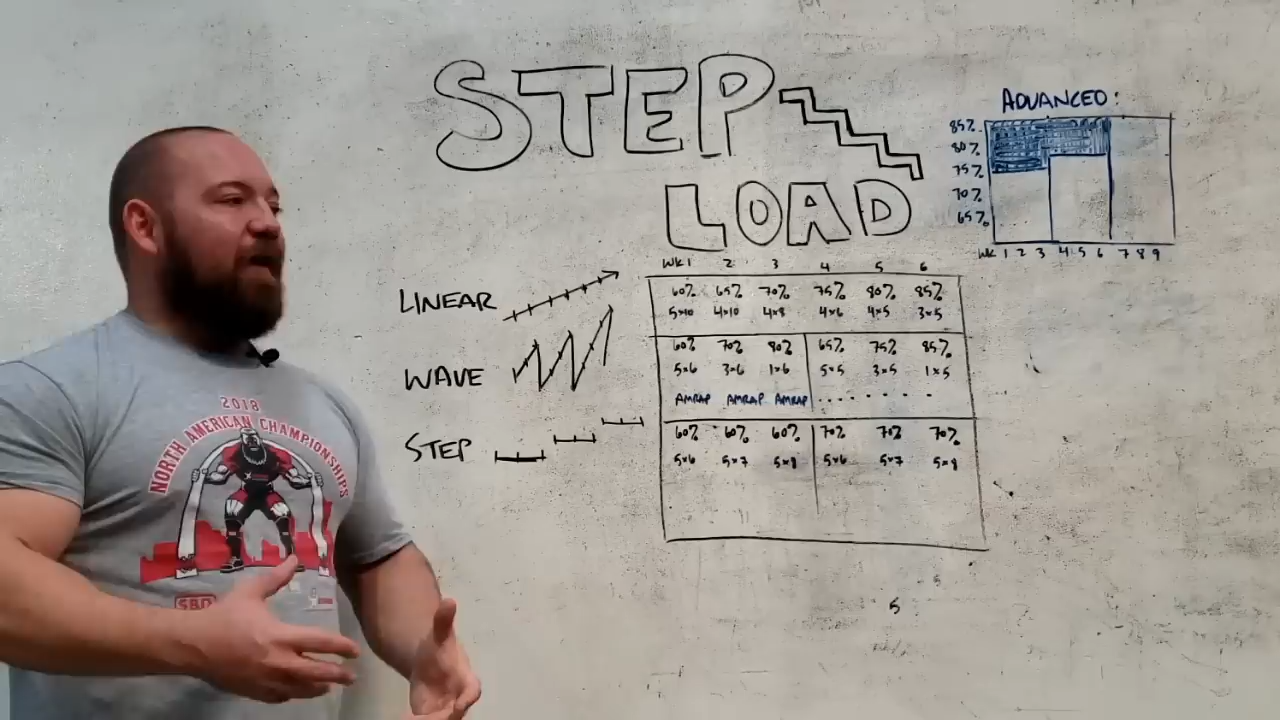 STEP
LOAD
ADVANCED:
85%
80%
75%
70%
65%
WK 1 2 3 4 5 6 7 8 9
WK1 2 3 4 5 6
LINEAR
60% 65% 70% 75% 80% 85%
5×10 4×10 4×8 4×6 4×5 3×5
WAVE
60% 70% 80% 65% 75% 85%
5×6 3×6 1×6 5×5 3×5 1×5
AMRAP AMRAP AMRAP . . . . . . .
STEP
60% 60% 60% 70% 70% 70%
5×6 5×7 5×8 5×6 5×7 5×8
5
2018
NORTH AMERICAN CHAMPIONSHIPS
SBD